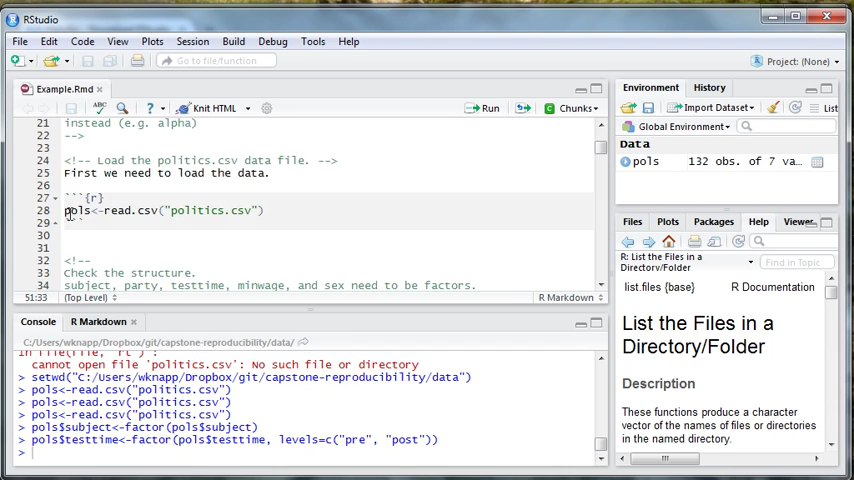 RStudio
File Edit Code View Plots Session Build Debug Tools Help
Go to file/function
Project: (None)
Example.Rmd
ABC
Knit HTML
Run
Chunks
21 instead (e.g. alpha)
22 -->
23
24 <!-- Load the politics.csv data file. -->
25 First we need to load the data.
26
27 ```{r}
28 pols<-read.csv("politics.csv")
29 ```
30
31
32 <!--
33 Check the structure.
34 subject, party, testtime, minwage, and sex need to be factors.
51:33 (Top Level) R Markdown
Console R Markdown
C:/Users/wknapp/Dropbox/git/capstone-reproducibility/data/
In file(file, "rt") :
cannot open file 'politics.csv': No such file or directory
> setwd("C:/Users/wknapp/Dropbox/git/capstone-reproducibility/data")
> pols<-read.csv("politics.csv")
> pols<-read.csv("politics.csv")
> pols<-read.csv("politics.csv")
> pols$subject<-factor(pols$subject)
> pols$testtime<-factor(pols$testtime, levels=c("pre", "post"))
>
Environment History
Import Dataset List
Global Environment
Data
pols 132 obs. of 7 va...
Files Plots Packages Help Viewer
R: List the Files in a
Directory/Folder
Find in Topic
list.files {base} R Documentation
List the Files in a
Directory/Folder
Description
These functions produce a character
vector of the names of files or directories
in the named directory.